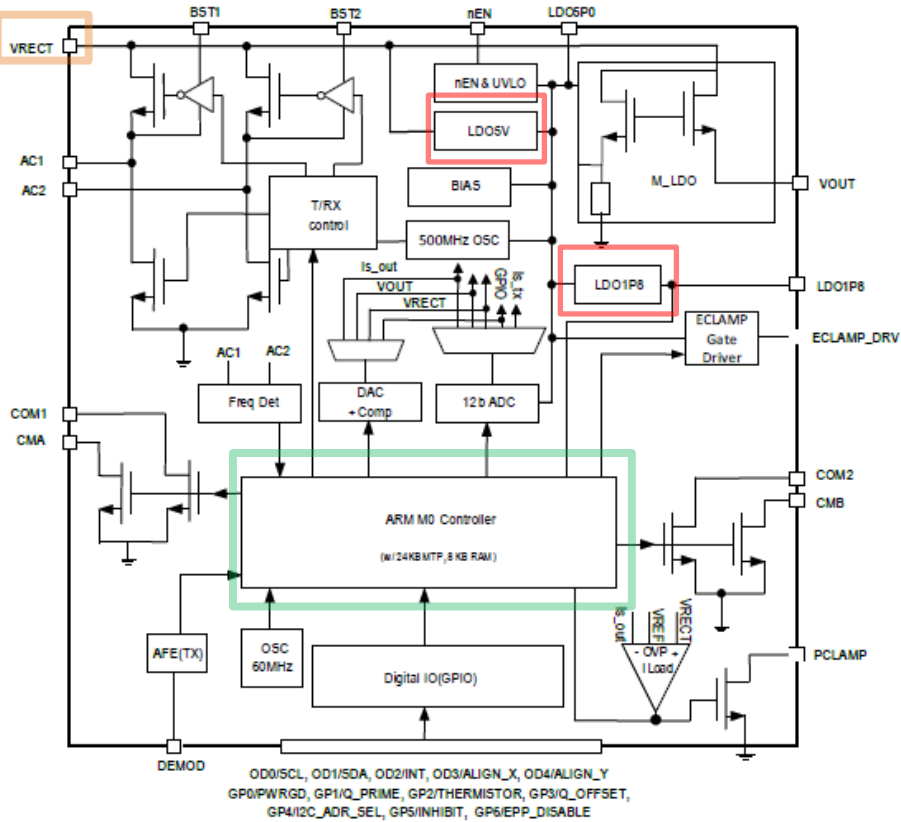 BST1
BST2
nEN
LDO5P0
VRECT
nEN & UVLO
LDO5V
M_LDO
AC1
AC2
VOUT
BIAS
T/RX
control
500MHz OSC
Is_out
VOUT
VRECT
GPIO
Is_tx
LDO1P8
LDO1P8
ECLAMP
Gate
Driver
ECLAMP_DRV
AC1
AC2
Freq Det
DAC
+ Comp
12b ADC
COM1
CMA
ARM M0 Controller
(w/ 24KB MTP, 8 KB RAM)
COM2
CMB
Is_out
VREF
VRECT
- OVP +
I Load
AFE(TX)
OSC
60MHz
Digital IO(GPIO)
PCLAMP
DEMOD
OD0/SCL, OD1/SDA, OD2/INT, OD3/ALIGN_X, OD4/ALIGN_Y
GP0/PWRGD, GP1/Q_PRIME, GP2/THERMISTOR, GP3/Q_OFFSET,
GP4/I2C_ADR_SEL, GP5/INHIBIT, GP6/EPP_DISABLE